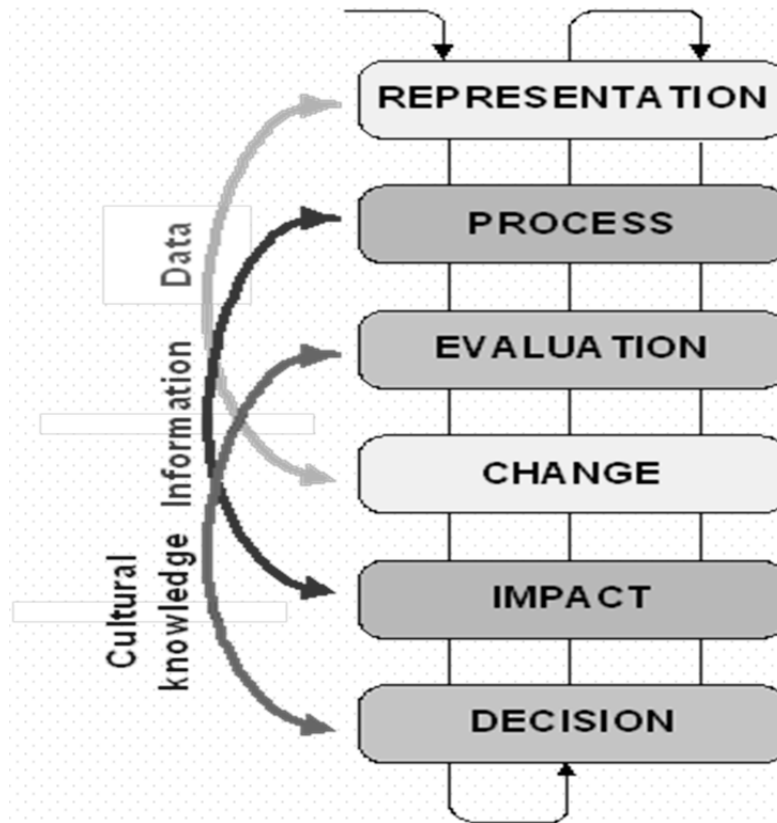 REPRESENTATION
PROCESS
EVALUATION
CHANGE
IMPACT
DECISION
Data
Information
Cultural
knowledge